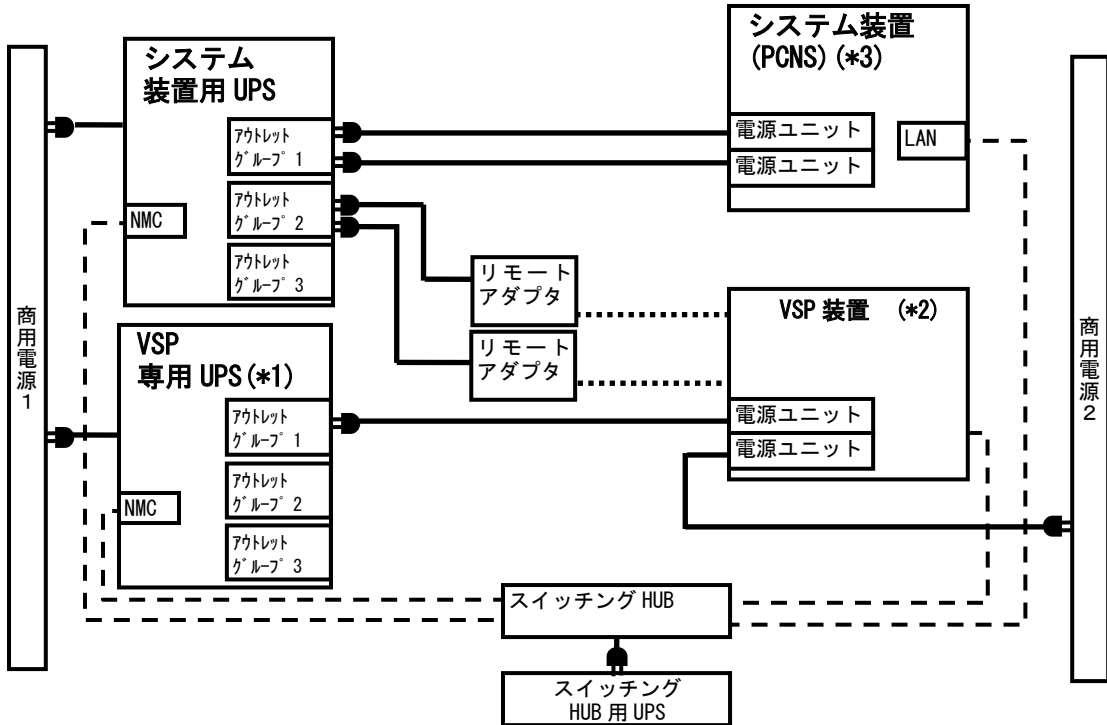 商用電源1
システム
装置用 UPS
ｱｳﾄﾚｯﾄ
ｸﾞﾙｰﾌﾟ 1
ｱｳﾄﾚｯﾄ
ｸﾞﾙｰﾌﾟ 2
ｱｳﾄﾚｯﾄ
ｸﾞﾙｰﾌﾟ 3
NMC
VSP
専用 UPS(*1)
ｱｳﾄﾚｯﾄ
ｸﾞﾙｰﾌﾟ 1
ｱｳﾄﾚｯﾄ
ｸﾞﾙｰﾌﾟ 2
ｱｳﾄﾚｯﾄ
ｸﾞﾙｰﾌﾟ 3
NMC
リモート
アダプタ
リモート
アダプタ
システム装置
(PCNS)(*3)
電源ユニット
電源ユニット
LAN
VSP 装置 (*2)
電源ユニット
電源ユニット
スイッチング HUB
スイッチング
HUB 用 UPS
商用電源2